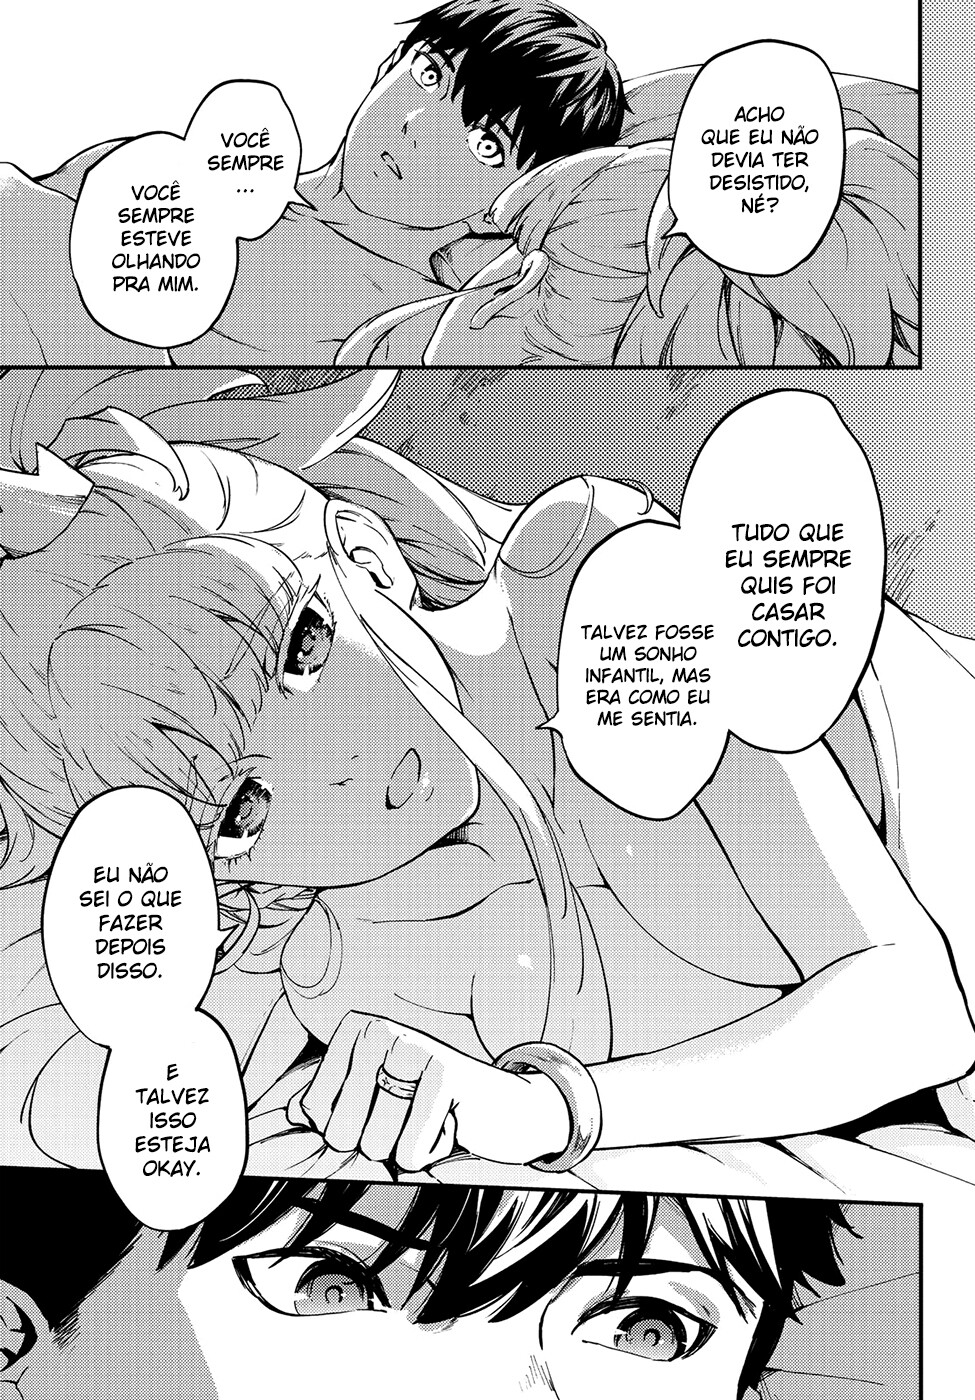 ACHO
QUE EU NÃO
DEVIA TER
DESISTIDO,
NÉ?
VOCÊ
SEMPRE
...
VOCÊ
SEMPRE
ESTEVE
OLHANDO
PRA MIM.
TUDO QUE
EU SEMPRE
QUIS FOI
CASAR
CONTIGO.
TALVEZ FOSSE
UM SONHO
INFANTIL, MAS
ERA COMO EU
ME SENTIA.
EU NÃO
SEI O QUE
FAZER
DEPOIS
DISSO.
E
TALVEZ
ISSO
ESTEJA
OKAY.